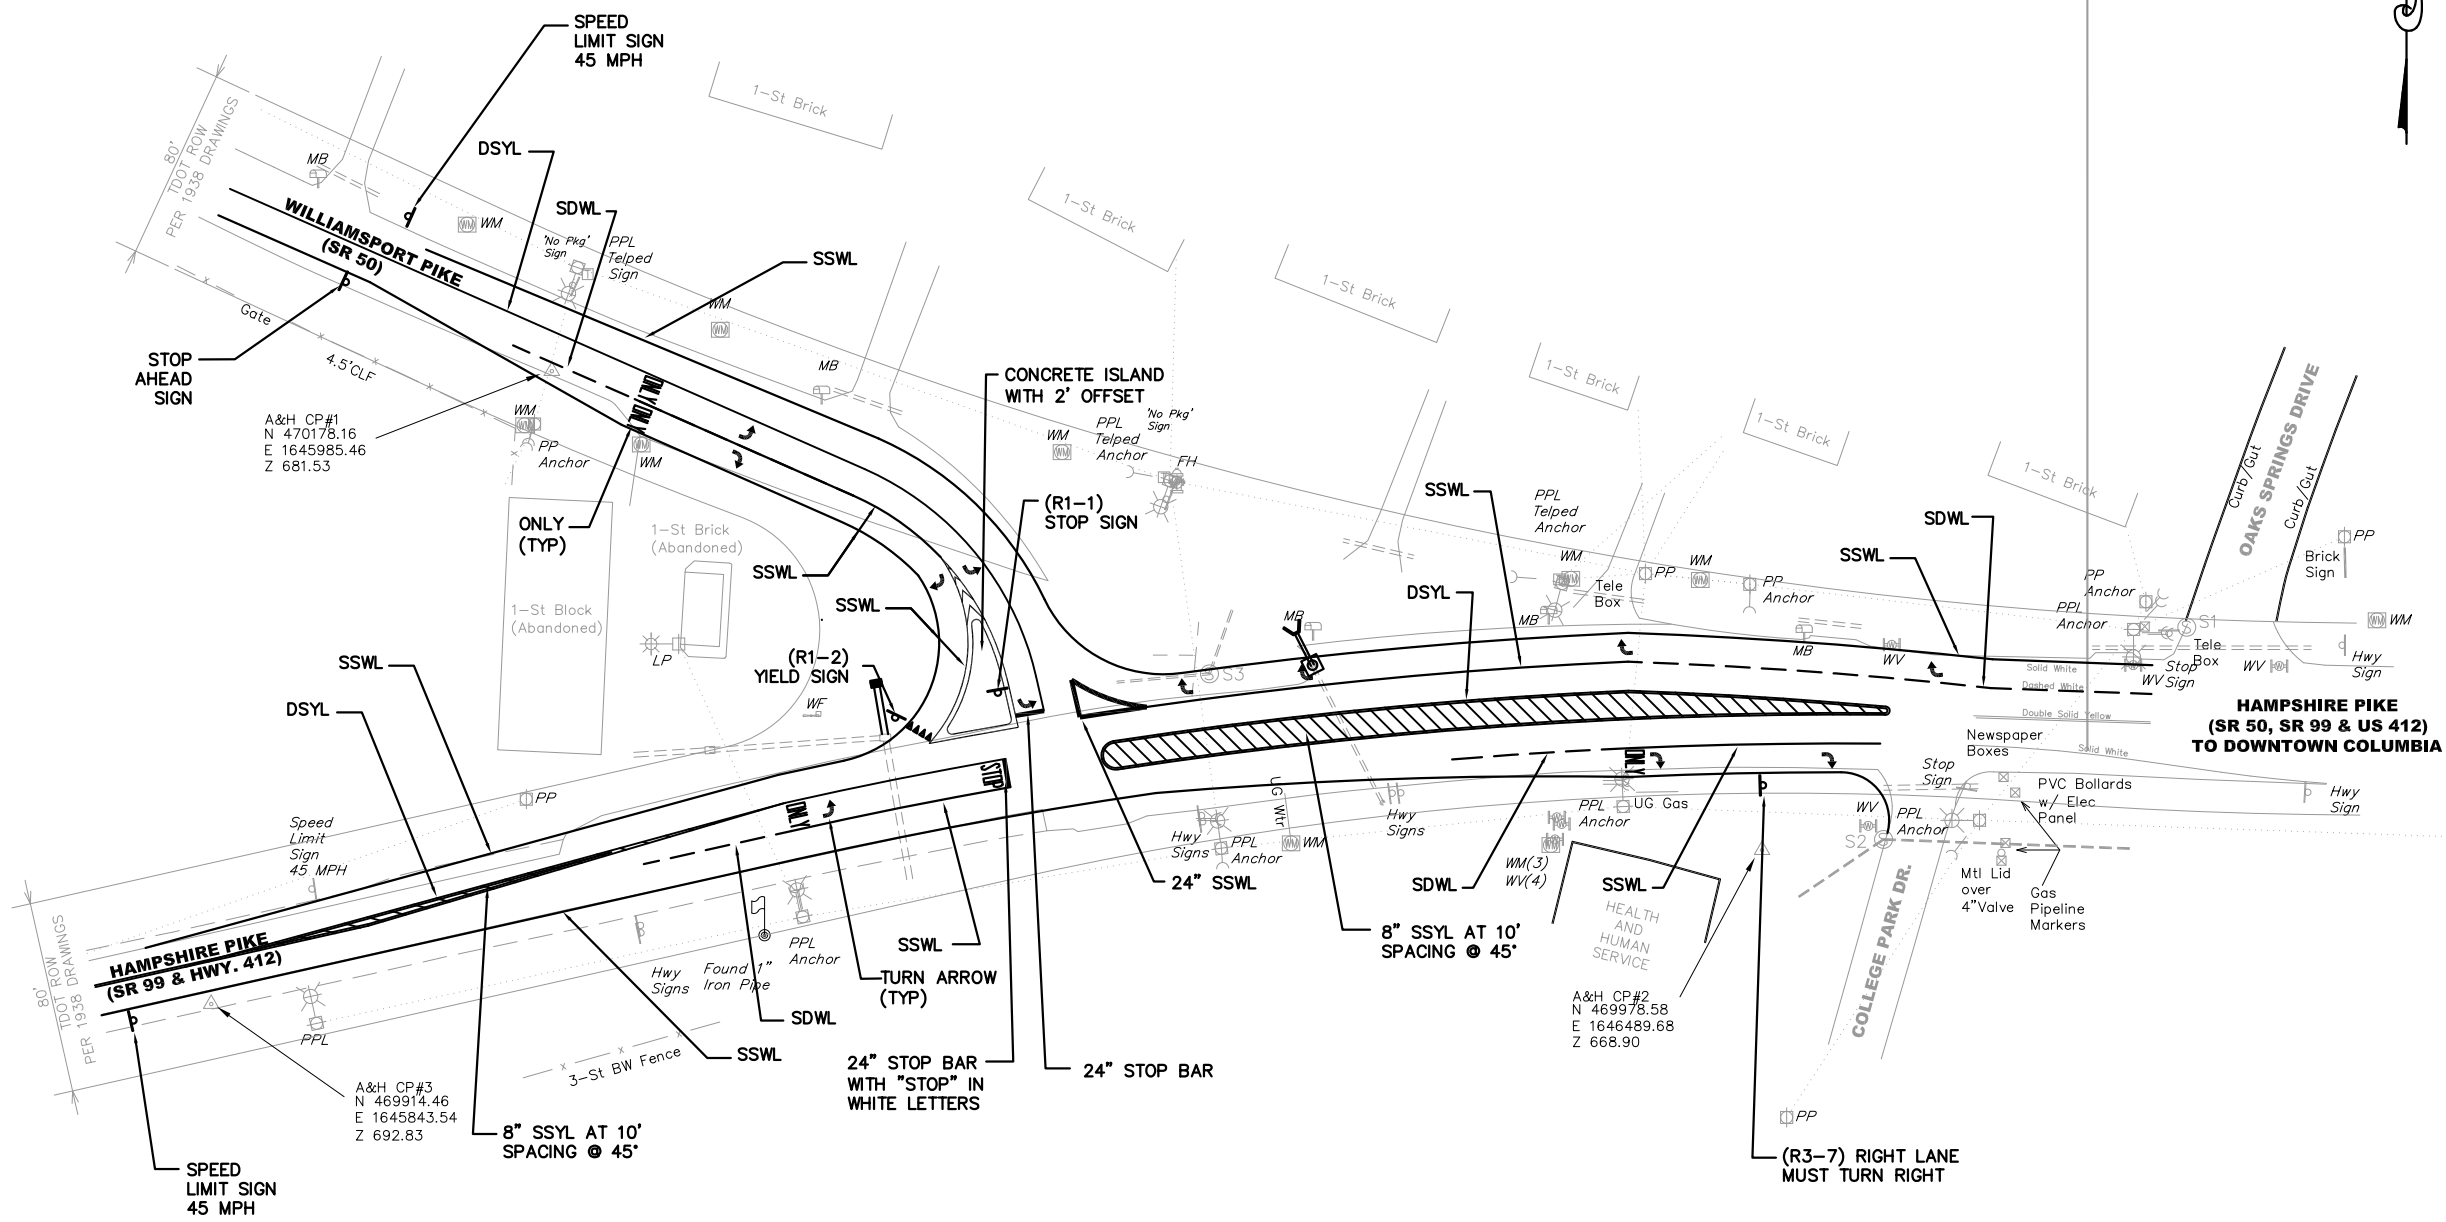 SPEED
LIMIT SIGN
45 MPH
1-St Brick
80'
TDOT ROW
PER 1938 DRAWINGS
MB
DSYL
SDWL
WILLIAMSPORT PIKE
(SR 50)
WM
'No Pkg'
Sign
PPL
Telped
Sign
SSWL
1-St Brick
1-St Brick
Gate
4.5'CLF
STOP
AHEAD
SIGN
WM
MB
CONCRETE ISLAND
WITH 2' OFFSET
1-St Brick
1-St Brick
1-St Brick
OAKS SPRINGS DRIVE
Curb/Gut
Curb/Gut
A&H CP#1
N 470178.16
E 1645985.46
Z 681.53
WM
PP
Anchor
WM
ONLY
ONLY
WM
PPL
Telped
Anchor
'No Pkg'
Sign
FH
ONLY
(TYP)
1-St Brick
(Abandoned)
1-St Block
(Abandoned)
SSWL
(R1-1)
STOP SIGN
SSWL
PPL
Telped
Anchor
SSWL
SDWL
PP
Brick
Sign
SSWL
WM
Tele
Box
PP
WM
PP
Anchor
PP
Anchor
PPL
Anchor
S1
WM
Tele
Box
DSYL
MB
MB
MB
WV
LP
(R1-2)
YIELD SIGN
SSWL
DSYL
WF
S3
Solid White
Dashed White
Double Solid Yellow
Solid White
WV
Stop
Sign
WV
Hwy
Sign
HAMPSHIRE PIKE
(SR 50, SR 99 & US 412)
TO DOWNTOWN COLUMBIA
Newspaper
Boxes
STOP
ONLY
ONLY
PP
Speed
Limit
Sign
45 MPH
UG Wtr
Hwy
Signs
PPL
Anchor
WM
Hwy
Signs
PPL
Anchor
UG Gas
WV
PPL
Anchor
S2
Stop
Sign
PVC Bollards
w/ Elec
Panel
Hwy
Sign
24" SSWL
WM(3)
WV(4)
SDWL
SSWL
HEALTH
AND
HUMAN
SERVICE
Mtl Lid
over
4"Valve
Gas
Pipeline
Markers
COLLEGE PARK DR.
80'
TDOT ROW
PER 1938 DRAWINGS
HAMPSHIRE PIKE
(SR 99 & HWY. 412)
Hwy
Signs
Found 1"
Iron Pipe
PPL
Anchor
SSWL
TURN ARROW
(TYP)
SDWL
8" SSYL AT 10'
SPACING @ 45°
A&H CP#2
N 469978.58
E 1646489.68
Z 668.90
PPL
3-St BW Fence
SSWL
24" STOP BAR
WITH "STOP" IN
WHITE LETTERS
24" STOP BAR
A&H CP#3
N 469914.46
E 1645843.54
Z 692.83
8" SSYL AT 10'
SPACING @ 45°
SPEED
LIMIT SIGN
45 MPH
PP
(R3-7) RIGHT LANE
MUST TURN RIGHT